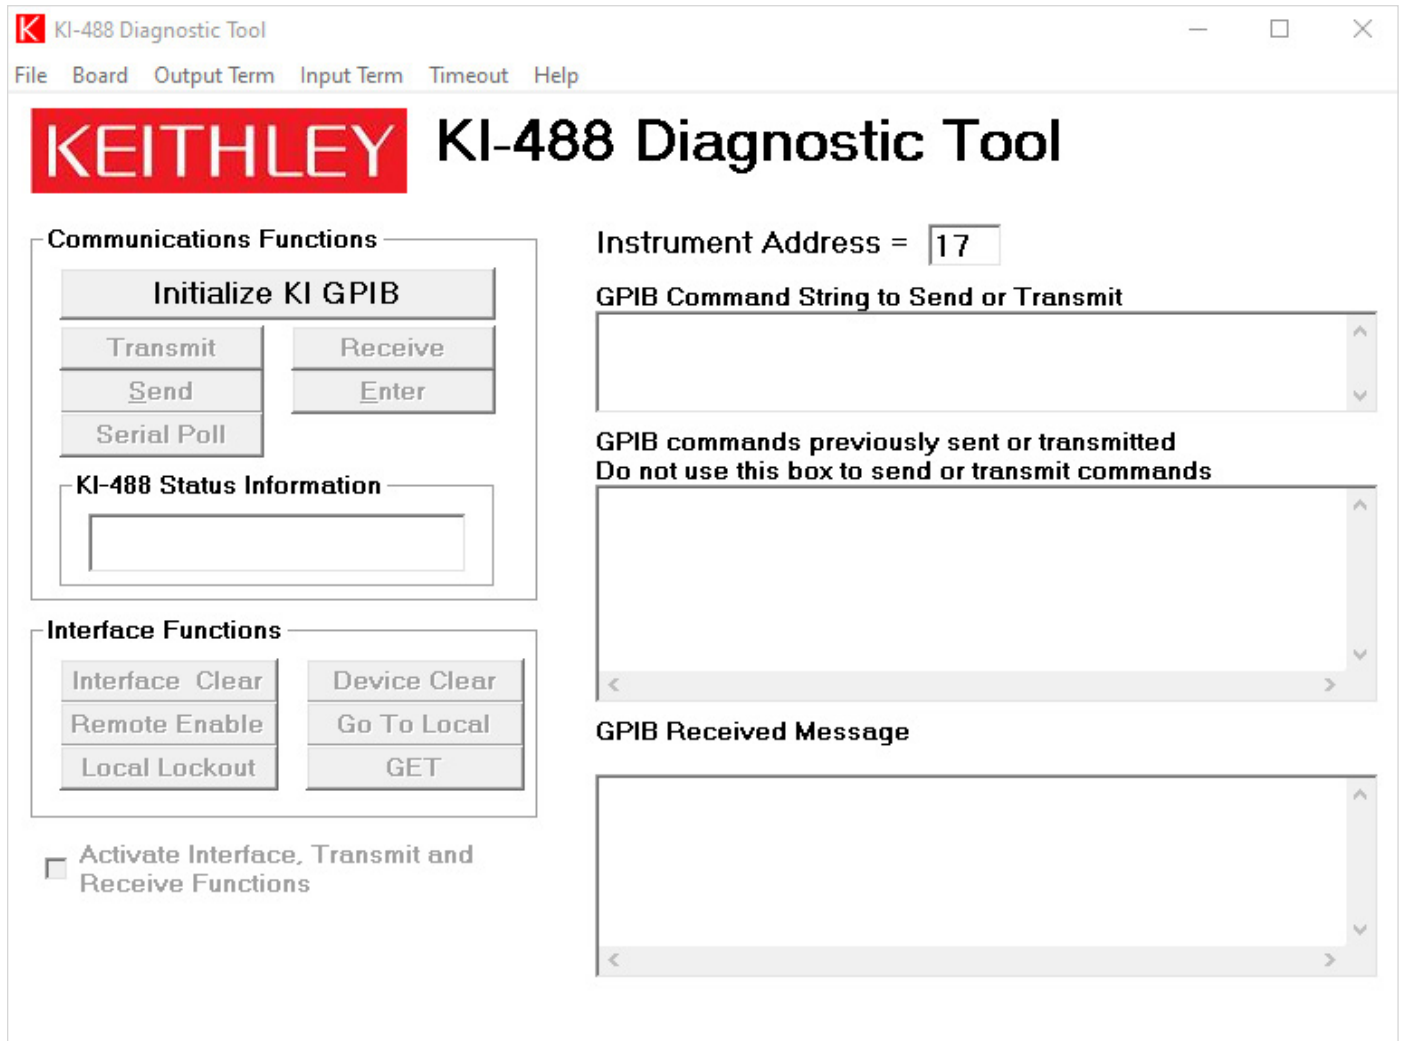 K KI-488 Diagnostic Tool
File Board Output Term Input Term Timeout Help
KEITHLEY KI-488 Diagnostic Tool
Communications Functions
Initialize KI GPIB
Transmit Receive
Send Enter
Serial Poll
KI-488 Status Information
Interface Functions
Interface Clear Device Clear
Remote Enable Go To Local
Local Lockout GET
Activate Interface, Transmit and
Receive Functions
Instrument Address = 17
GPIB Command String to Send or Transmit
GPIB commands previously sent or transmitted
Do not use this box to send or transmit commands
GPIB Received Message